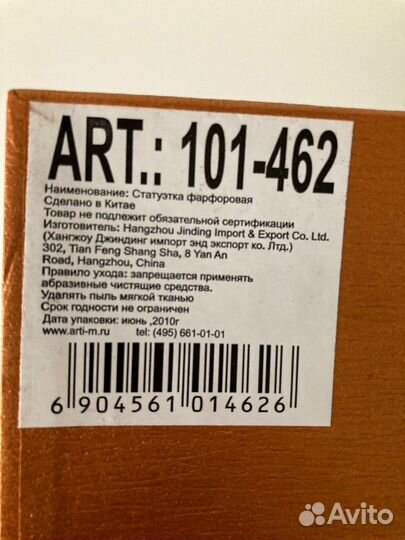 ART.: 101-462
Наименование: Статуэтка фарфоровая
Сделано в Китае
Товар не подлежит обязательной сертификации
Изготовитель: Hangzhou Jinding Import & Export Co. Ltd.
(Хангжоу Джиндинг импорт энд экспорт ко. Лтд.)
302, Tian Feng Shang Sha, 8 Yan An
Road, Hangzhou, China
Правило ухода: запрещается применять
абразивные чистящие средства.
Удалять пыль мягкой тканью
Срок годности не ограничен
Дата упаковки: июнь ,2010г
www.arti-m.ru tel: (495) 661-01-01
6 904561 014626
Avito